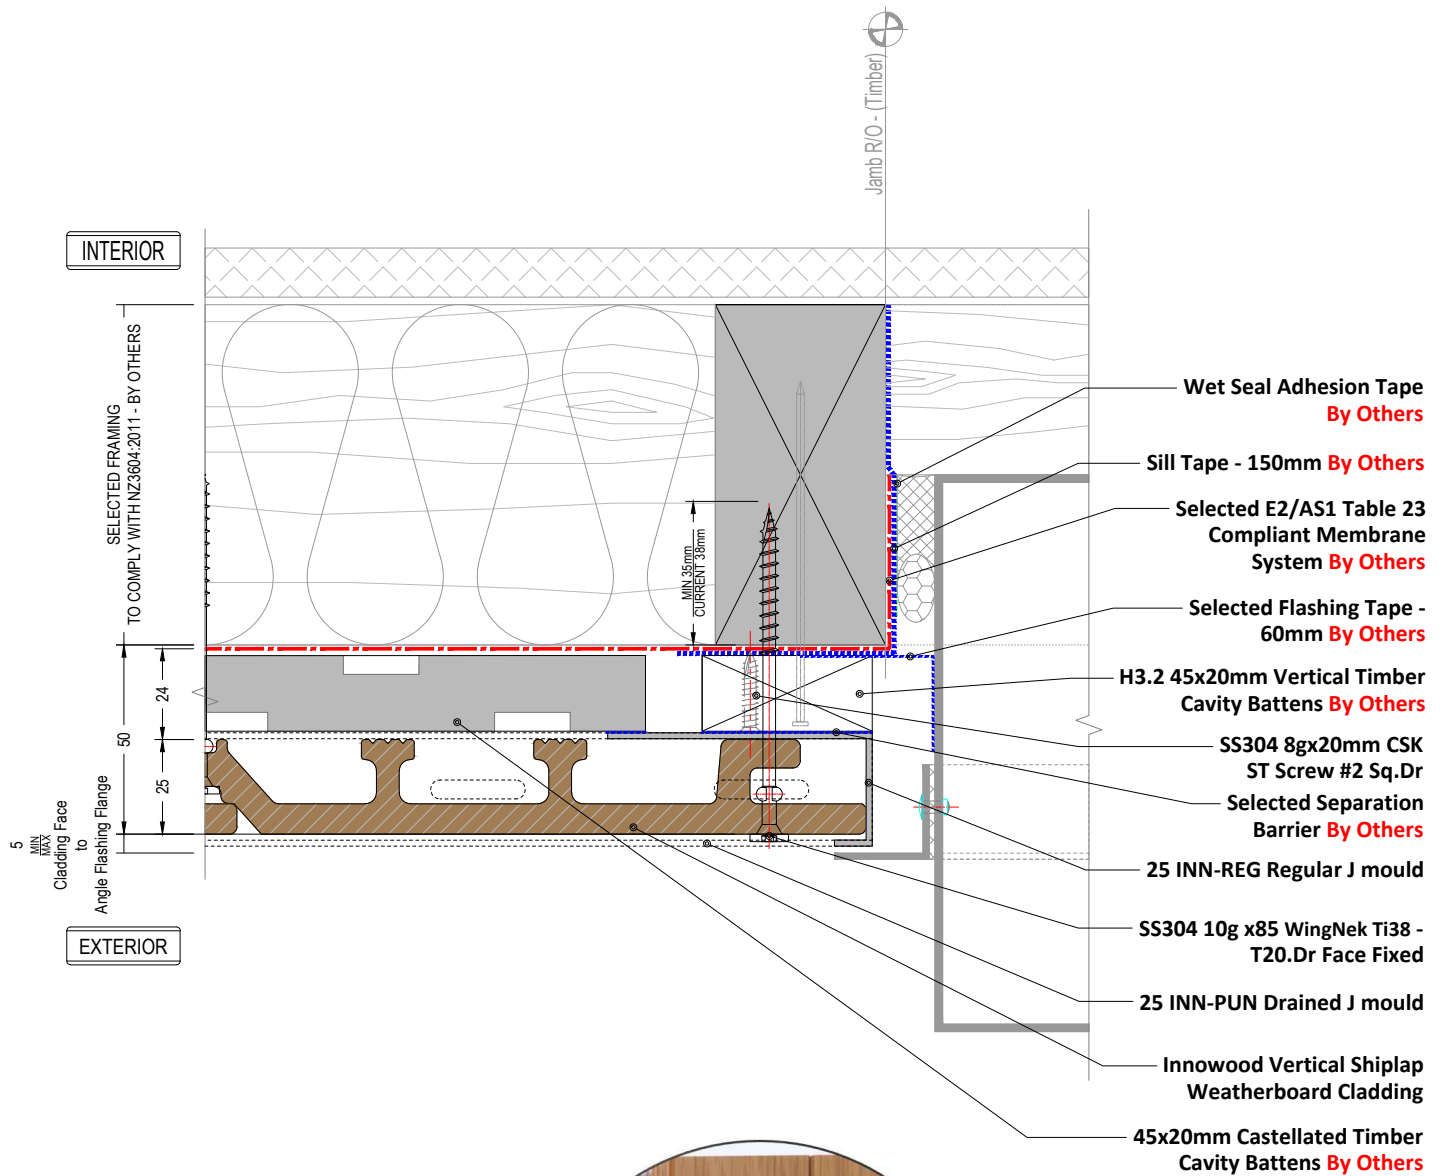 Jamb R/O - (Timber)
INTERIOR
SELECTED FRAMING
TO COMPLY WITH NZ3604:2011 - BY OTHERS
MIN 35mm
CURRENT 38mm
24
50
25
5
MIN
MAX
Cladding Face
to
Angle Flashing Flange
EXTERIOR
Wet Seal Adhesion Tape
By Others
Sill Tape - 150mm By Others
Selected E2/AS1 Table 23
Compliant Membrane
System By Others
Selected Flashing Tape -
60mm By Others
H3.2 45x20mm Vertical Timber
Cavity Battens By Others
SS304 8gx20mm CSK
ST Screw #2 Sq.Dr
Selected Separation
Barrier By Others
25 INN-REG Regular J mould
SS304 10g x85 WingNek Ti38 -
T20.Dr Face Fixed
25 INN-PUN Drained J mould
Innowood Vertical Shiplap
Weatherboard Cladding
45x20mm Castellated Timber
Cavity Battens By Others